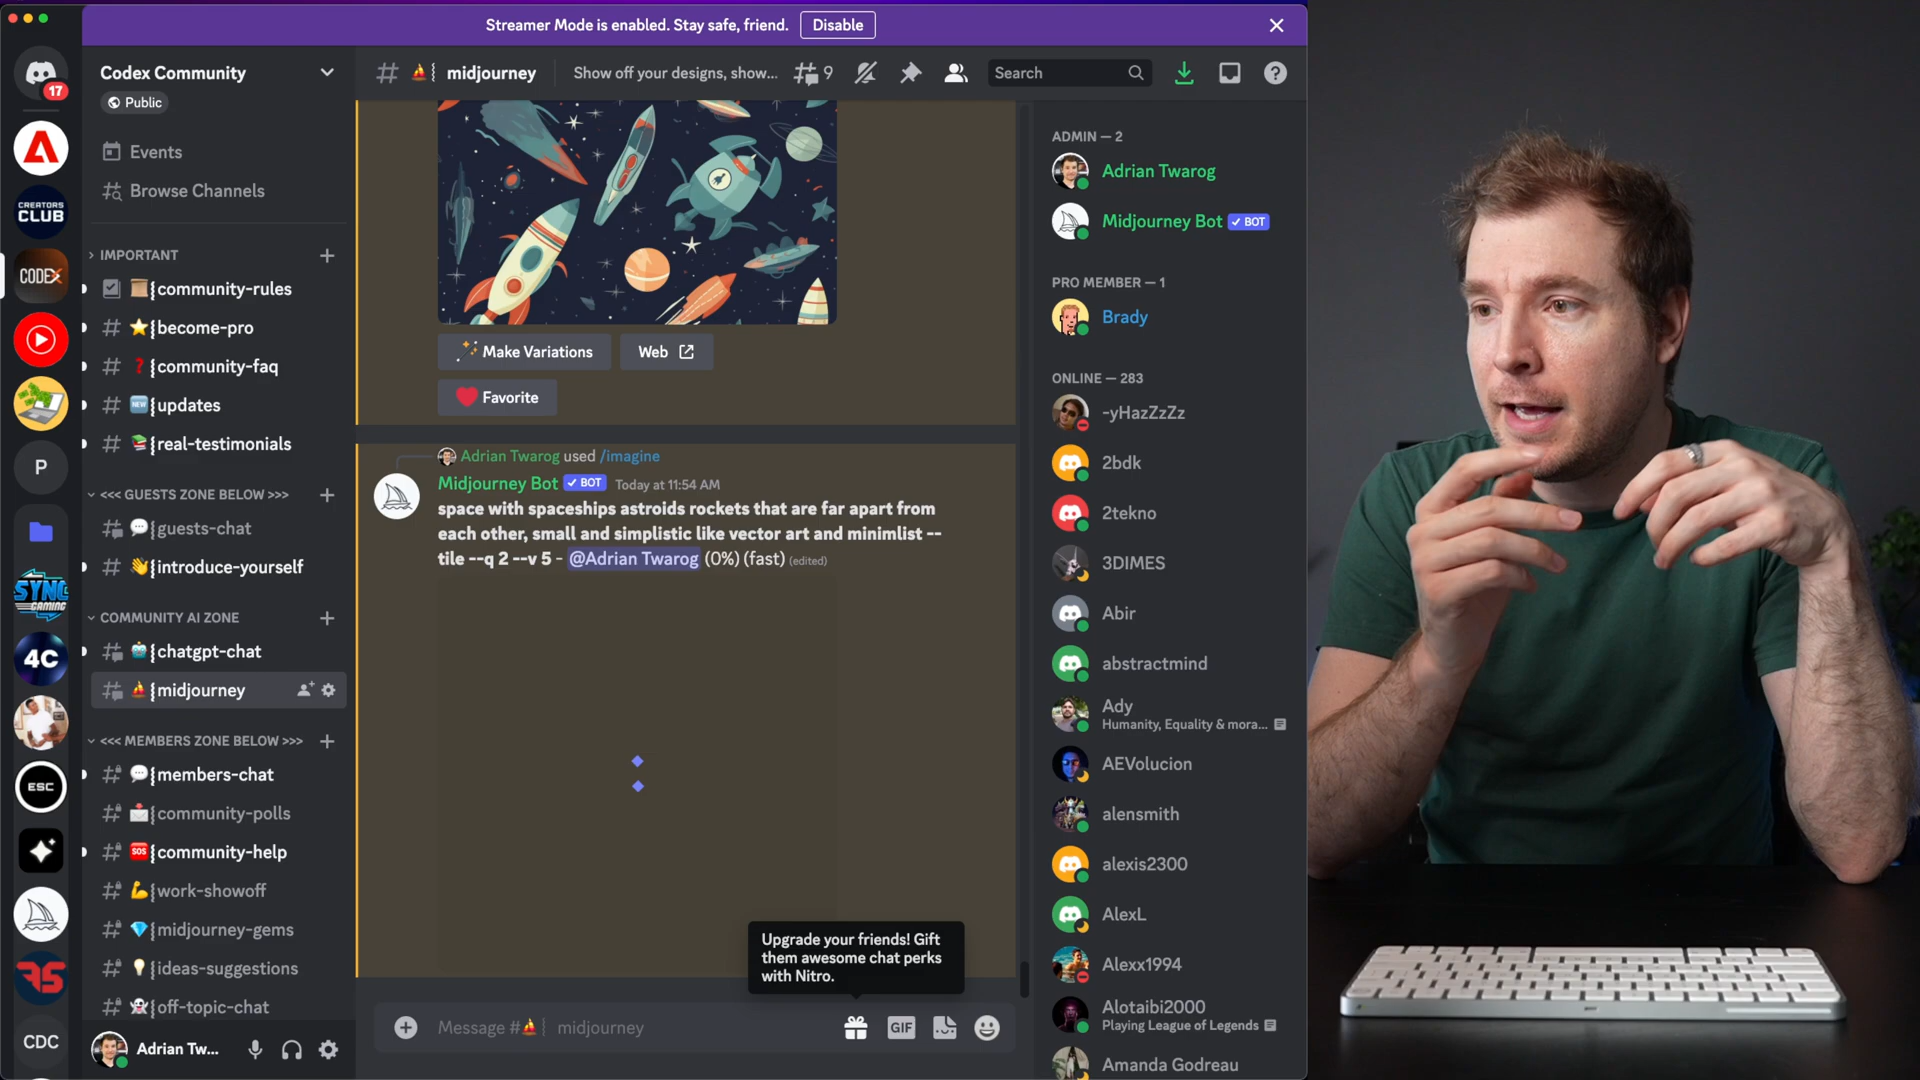 Streamer Mode is enabled. Stay safe, friend. Disable
17
CREATORS
CLUB
CODEX
P
SYNC
GAMING
4C
ESC
CDC
Codex Community
Public
Events
Browse Channels
IMPORTANT
community-rules
become-pro
community-faq
NEW updates
real-testimonials
<<< GUESTS ZONE BELOW >>>
guests-chat
introduce-yourself
COMMUNITY AI ZONE
chatgpt-chat
midjourney
<<< MEMBERS ZONE BELOW >>>
members-chat
community-polls
SOS community-help
work-showoff
midjourney-gems
ideas-suggestions
off-topic-chat
Adrian Tw...
# midjourney Show off your designs, show... 9 Search
Make Variations
Web
Favorite
Adrian Twarog used /imagine
Midjourney Bot ✓ BOT Today at 11:54 AM
space with spaceships astroids rockets that are far apart from
each other, small and simplistic like vector art and minimlist --
tile --q 2 --v 5 - @Adrian Twarog (0%) (fast) (edited)
Upgrade your friends! Gift
them awesome chat perks
with Nitro.
Message # midjourney
GIF
ADMIN — 2
Adrian Twarog
Midjourney Bot ✓ BOT
PRO MEMBER — 1
Brady
ONLINE — 283
-yHazZzZz
2bdk
2tekno
3DIMES
Abir
abstractmind
Ady
Humanity, Equality & mora...
AEVolucion
alensmith
alexis2300
AlexL
Alexx1994
Alotaibi2000
Playing League of Legends
Amanda Godreau